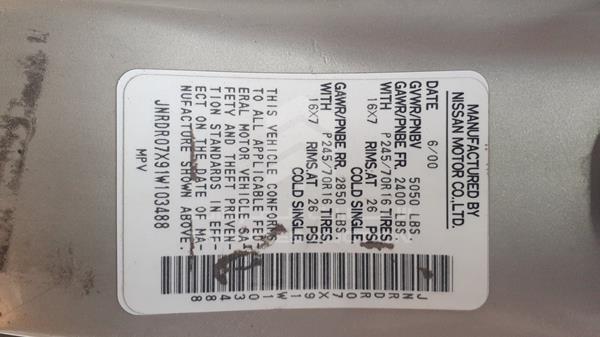 MANUFACTURED BY
NISSAN MOTOR CO.,LTD.
DATE 6/00
GVWR/PNBV 5050 LBS.
GAWR/PNBE FR. 2400 LBS.
WITH P245/70R16 TIRES,
16X7 RIMS,AT 26 PSI
COLD SINGLE
GAWR/PNBE RR. 2850 LBS.
WITH P245/70R16 TIRES,
16X7 RIMS,AT 26 PSI
COLD SINGLE
THIS VEHICLE CONFORMS
TO ALL APPLICABLE FED-
ERAL MOTOR VEHICLE SA-
FETY AND THEFT PREVEN-
TION STANDARDS IN EFF-
ECT ON THE DATE OF MA-
NUFACTURE SHOWN ABOVE.
JNRDR07X91W103488
MPV
JNRDR07X91W103488